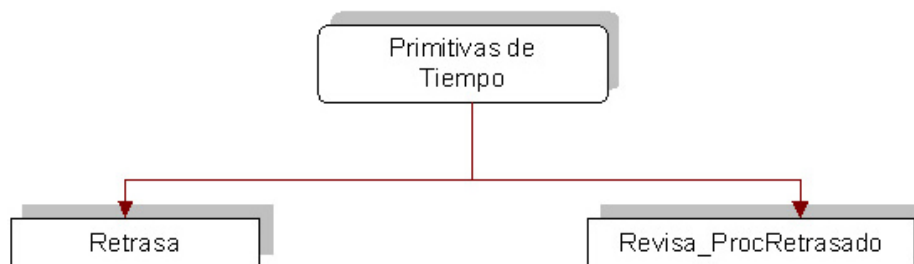 Primitivas de
Tiempo
Retrasa
Revisa_ProcRetrasado